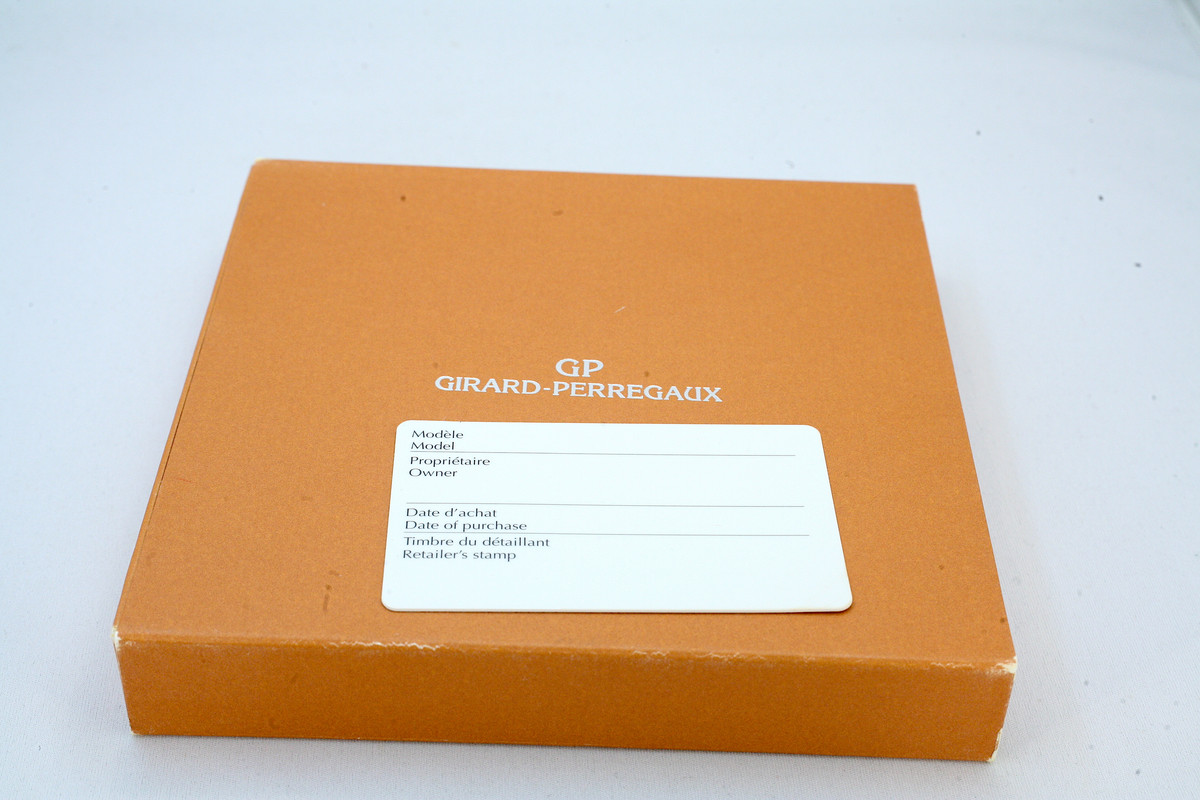 GP
GIRARD-PERREGAUX
Modèle
Model
Propriétaire
Owner
Date d'achat
Date of purchase
Timbre du détaillant
Retailer's stamp